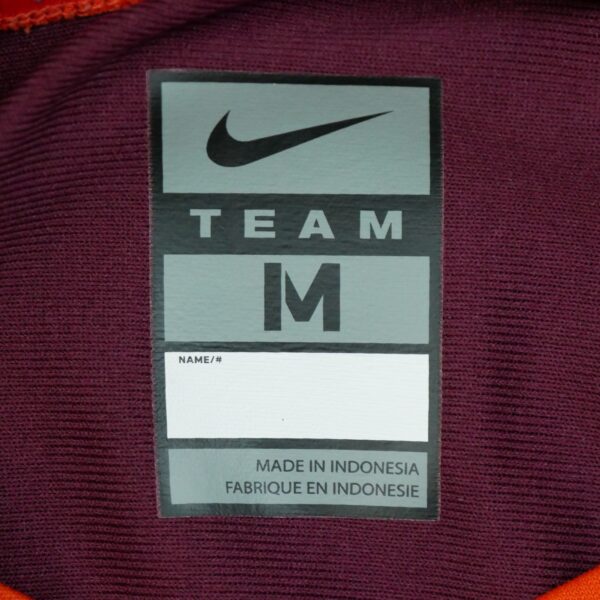 TEAM
M
NAME/#
MADE IN INDONESIA
FABRIQUE EN INDONESIE